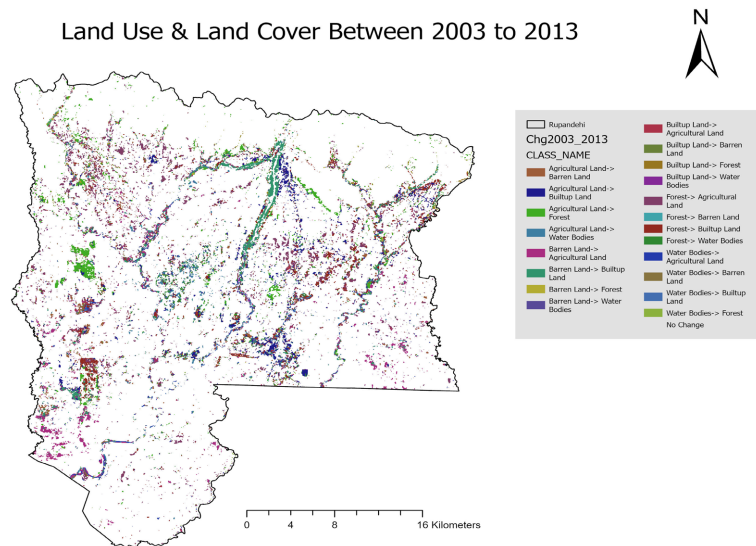 Land Use & Land Cover Between 2003 to 2013
N
Rupandehi
Chg2003_2013
CLASS_NAME
Agricultural Land->
Barren Land
Agricultural Land->
Builtup Land
Agricultural Land->
Forest
Agricultural Land->
Water Bodies
Barren Land->
Agricultural Land
Barren Land-> Builtup
Land
Barren Land-> Forest
Barren Land-> Water
Bodies
Builtup Land->
Agricultural Land
Builtup Land-> Barren
Land
Builtup Land-> Forest
Builtup Land-> Water
Bodies
Forest-> Agricultural
Land
Forest-> Barren Land
Forest-> Builtup Land
Forest-> Water Bodies
Water Bodies->
Agricultural Land
Water Bodies-> Barren
Land
Water Bodies-> Builtup
Land
Water Bodies-> Forest
No Change
0 4 8 16 Kilometers